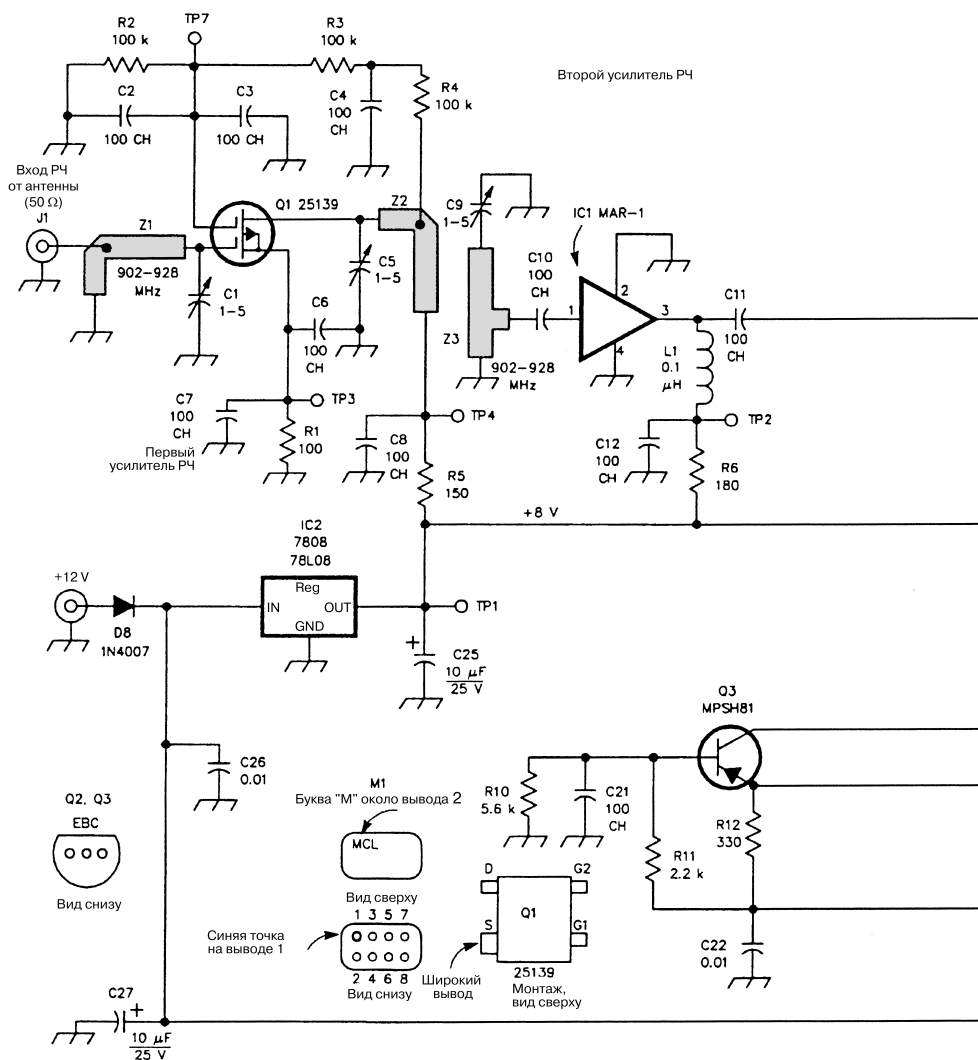 TP7
R2
100 k
R3
100 k
C2
100 CH
C3
100 CH
C4
100
CH
R4
100 k
Второй усилитель РЧ
Вход РЧ
от антенны
(50 Ω)
J1
Z1
902-928
MHz
C1
1-5
Q1 25139
C5
1-5
Z2
C6
100
CH
C9
1-5
Z3
902-928
MHz
C10
100
CH
IC1 MAR-1
1
2
3
4
C11
100
CH
L1
0.1
μH
C7
100
CH
TP3
R1
100
Первый
усилитель РЧ
C8
100
CH
TP4
R5
150
C12
100
CH
TP2
R6
180
+8 V
IC2
7808
78L08
Reg
IN OUT
GND
+12 V
D8
1N4007
TP1
+
C25
10 μF
25 V
C26
0.01
Q3
MPSH81
R10
5.6 k
C21
100
CH
R11
2.2 k
R12
330
C22
0.01
Q2, Q3
EBC
Вид снизу
M1
Буква "М" около вывода 2
MCL
Вид сверху
1 3 5 7
Синяя точка
на выводе 1
2 4 6 8
Вид снизу
D
G2
Q1
S
G1
Широкий
вывод
25139
Монтаж,
вид сверху
C27
+
10 μF
25 V